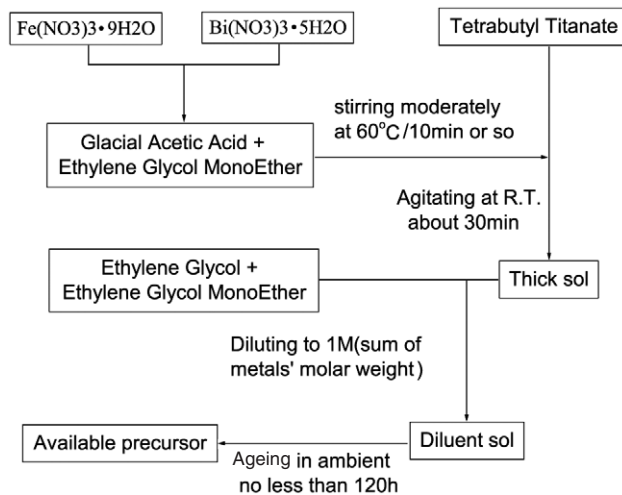 Fe(NO3)3•9H2O
Bi(NO3)3•5H2O
Tetrabutyl Titanate
stirring moderately
at 60°C/10min or so
Glacial Acetic Acid +
Ethylene Glycol MonoEther
Agitating at R.T.
about 30min
Ethylene Glycol +
Ethylene Glycol MonoEther
Thick sol
Diluting to 1M(sum of
metals' molar weight)
Available precursor
Ageing in ambient
no less than 120h
Diluent sol